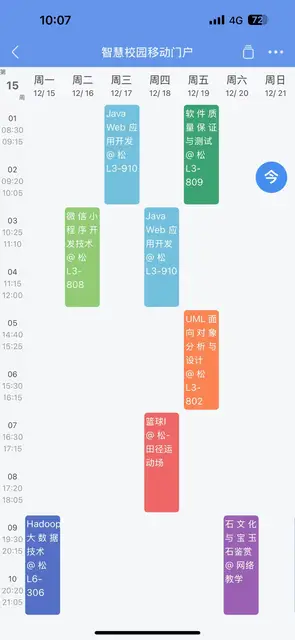 10:07
4G 72
智慧校园移动门户
第
15
周
周一
12/ 15
周二
12/ 16
周三
12/ 17
周四
12/ 18
周五
12/ 19
周六
12/ 20
周日
12/ 21
01
08:30
09:15
02
09:20
10:05
03
10:25
11:10
04
11:15
12:00
05
14:40
15:25
06
15:30
16:15
07
16:30
17:15
08
17:20
18:05
09
19:30
20:15
10
20:20
21:05
Java
Web 应
用开发
@ 松
L3-910
软件质
量保证
与测试
@ 松
L3-
809
今
微信小
程序开
发技术
@ 松
L3-
808
Java
Web 应
用开发
@ 松
L3-910
UML 面
向对象
分析与
设计
@ 松
L3-
802
篮球Ⅰ
@ 松-
田径运
动场
Hadoop
大数据
技术
@ 松
L6-
306
石文化
与宝玉
石鉴赏
@ 网络
教学